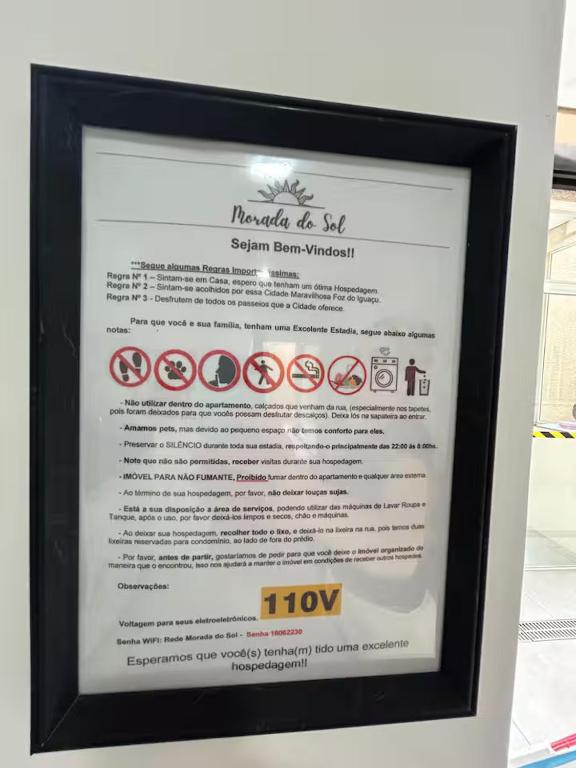 Morada do Sol
Sejam Bem-Vindos!!
***Segue algumas Regras Import íssimas:
Regra Nº 1 – Sintam-se em Casa, espero que tenham um ótima Hospedagem.
Regra Nº 2 – Sintam-se acolhidos por essa Cidade Maravilhosa Foz do Iguaçu.
Regra Nº 3 - Desfrutem de todos os passeios que a Cidade oferece.
Para que você e sua família, tenham uma Excelente Estadia, segue abaixo algumas
notas:
- Não utilizar dentro do apartamento, calçados que venham da rua, (especialmente nos tapetes,
pois foram deixados para que vocês possam desfrutar descalços). Deixa lós na sapateira ao entrar.
- Amamos pets, mas devido ao pequeno espaço não temos conforto para eles.
- Preservar o SILÊNCIO durante toda sua estadia, respeitando-o principalmente das 22:00 ás 8:00hs.
- Note que não são permitidas, receber visitas durante sua hospedagem.
- IMÓVEL PARA NÃO FUMANTE, Proibido fumar dentro do apartamento e qualquer área externa.
- Ao término de sua hospedagem, por favor, não deixar louças sujas.
- Está a sua disposição a área de serviços, podendo utilizar das máquinas de Lavar Roupa e
Tanque, após o uso, por favor deixá-los limpos e secos, chão e máquinas.
- Ao deixar sua hospedagem, recolher todo o lixo, e deixá-lo na lixeira na rua, pois temos duas
lixeiras reservadas para condomínio, ao lado de fora do prédio.
- Por favor, antes de partir, gostaríamos de pedir para que você deixe o imóvel organizado da
maneira que o encontrou, isso nos ajudará a manter o imóvel em condições de receber outros hóspedes.
Observações:
Voltagem para seus eletroeletrônicos. 110V
Senha WIFI: Rede Morada do Sol - Senha 18062230
Esperamos que você(s) tenha(m) tido uma excelente
hospedagem!!